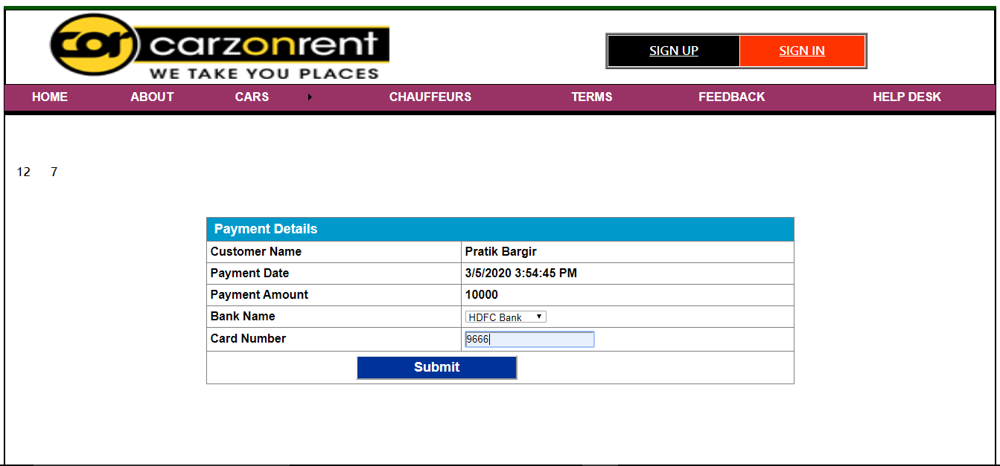 cor carzonrent
WE TAKE YOU PLACES
SIGN UP SIGN IN
HOME ABOUT CARS CHAUFFEURS TERMS FEEDBACK HELP DESK
12 7
Payment Details
Customer Name Pratik Bargir
Payment Date 3/5/2020 3:54:45 PM
Payment Amount 10000
Bank Name HDFC Bank
Card Number 9666
Submit